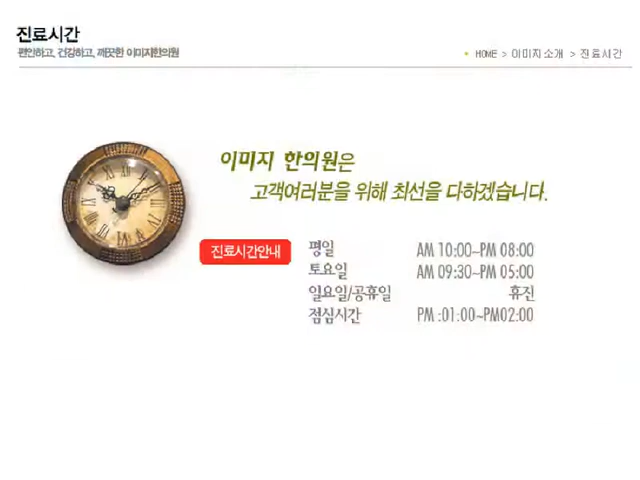 진료시간
편안하고, 건강하고, 깨끗한 이미지한의원
HOME > 이미지소개 > 진료시간
이미지 한의원은
고객여러분을 위해 최선을 다하겠습니다.
진료시간안내
평일 AM 10:00~PM 08:00
토요일 AM 09:30~PM 05:00
일요일/공휴일 휴진
점심시간 PM :01:00~PM02:00